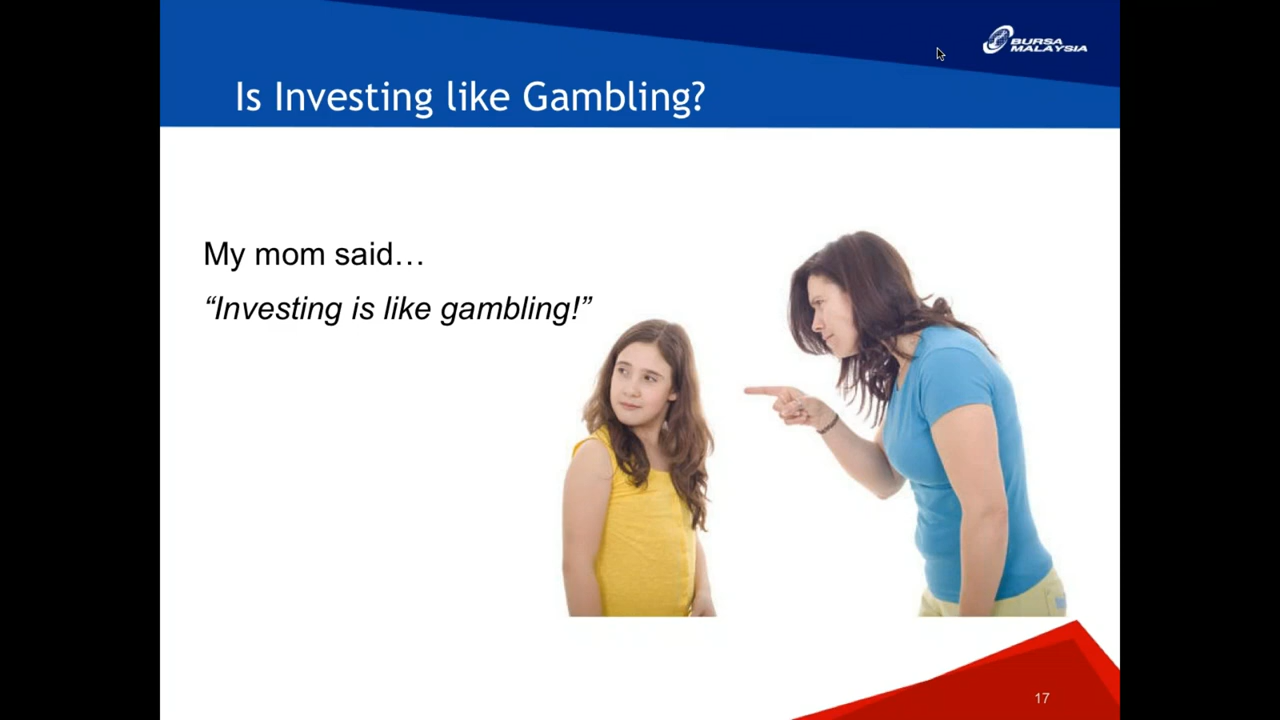 BURSA
MALAYSIA
Is Investing like Gambling?
My mom said…
“Investing is like gambling!”
17